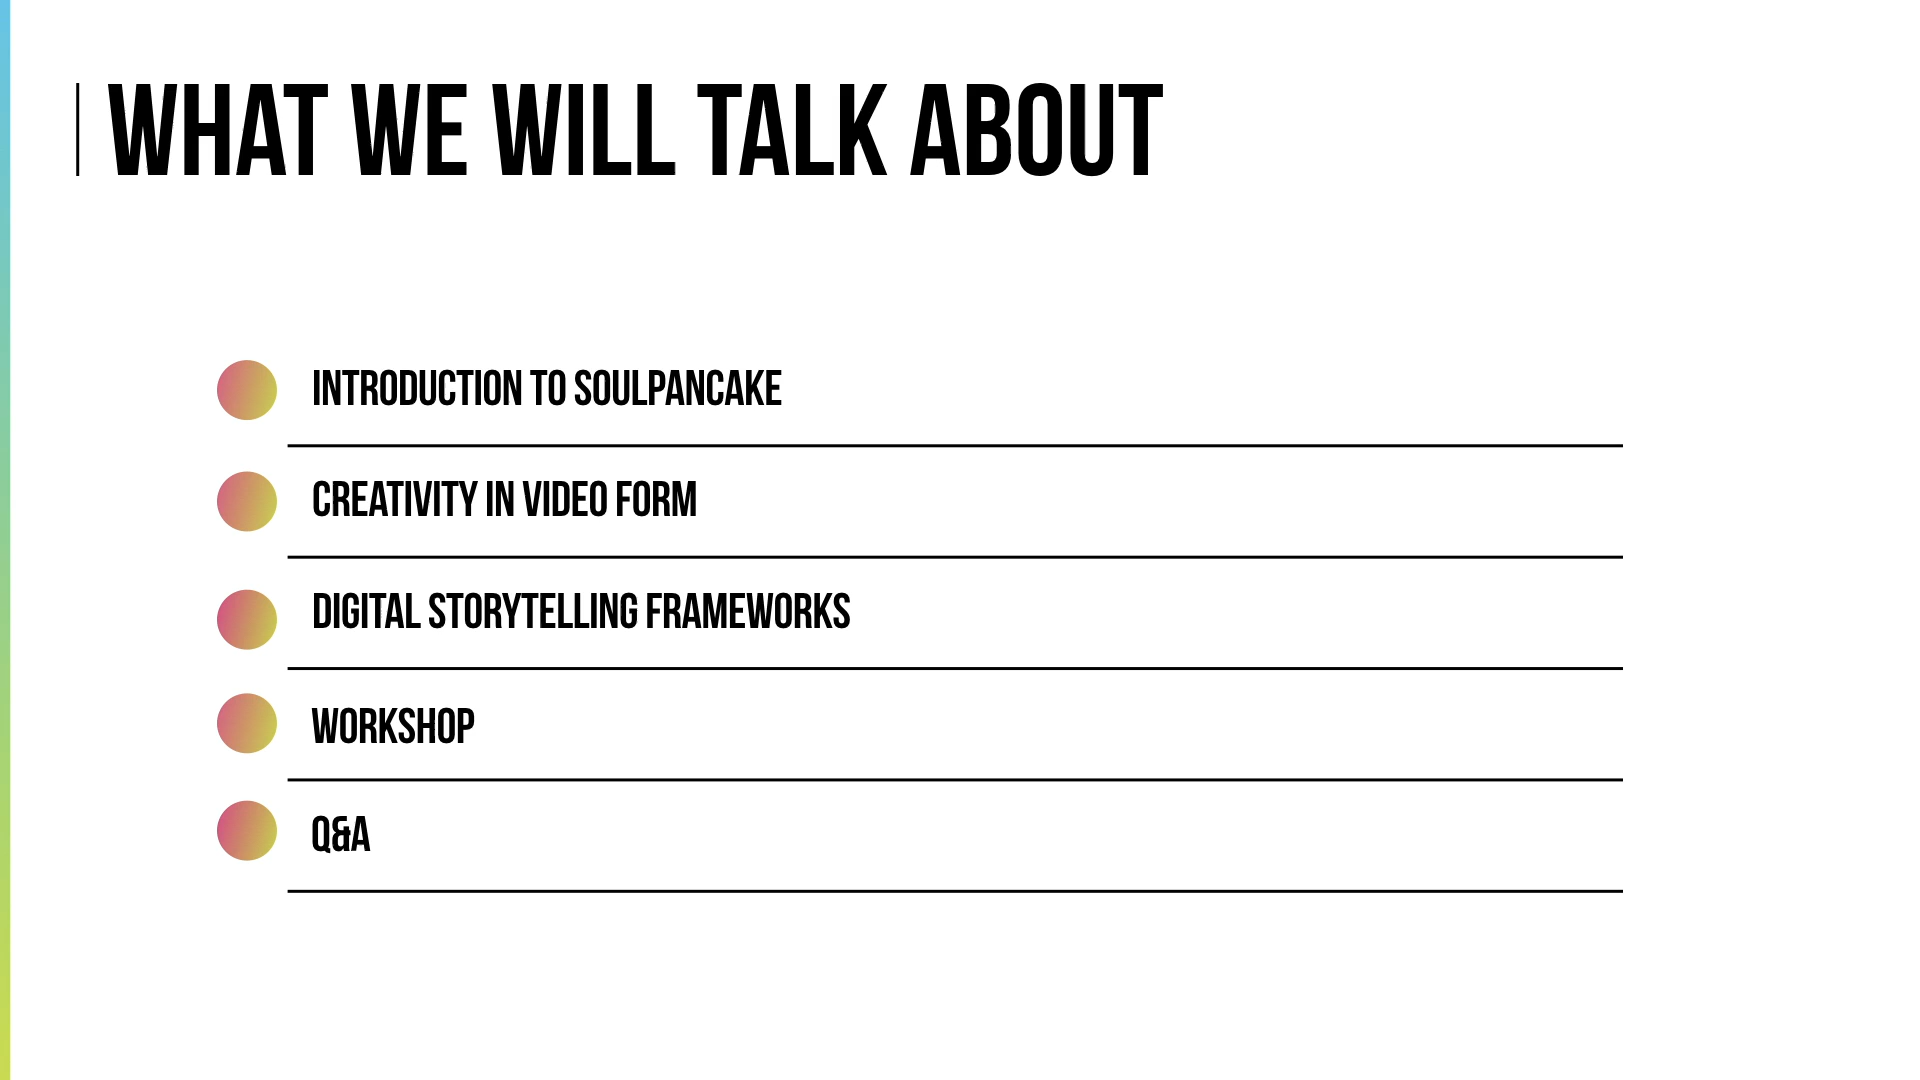 WHAT WE WILL TALK ABOUT
INTRODUCTION TO SOULPANCAKE
CREATIVITY IN VIDEO FORM
DIGITAL STORYTELLING FRAMEWORKS
WORKSHOP
Q&A